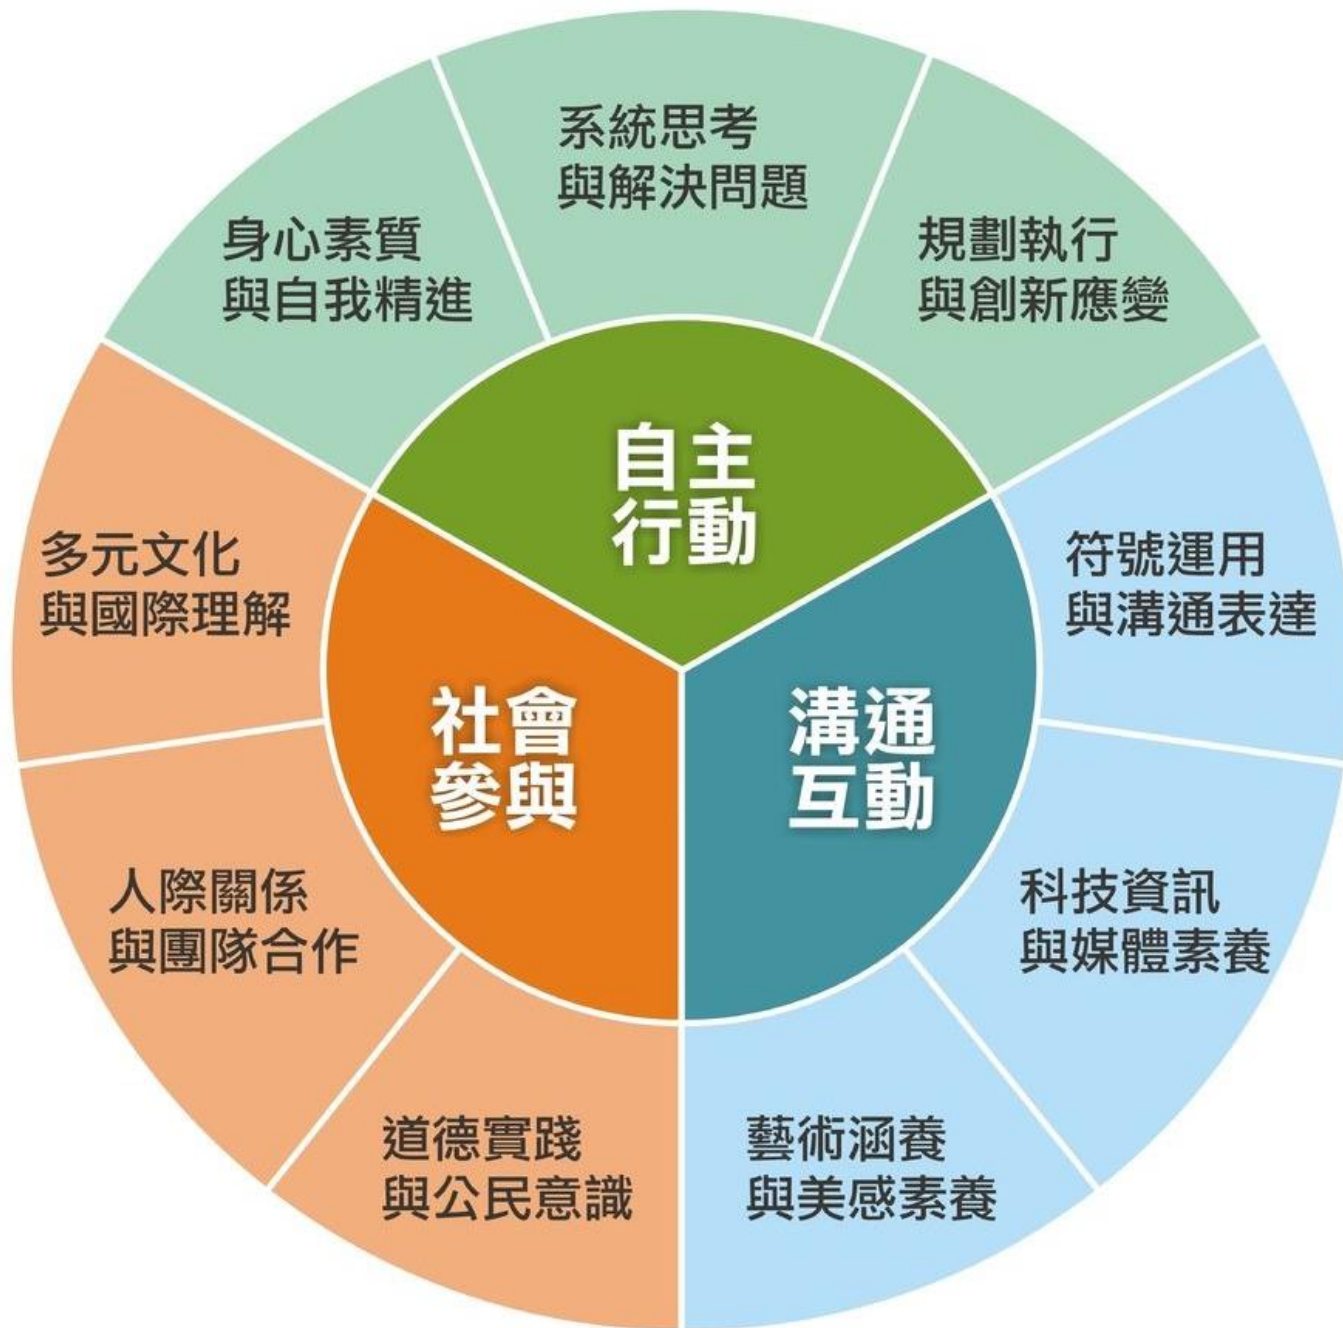 系統思考
與解決問題
身心素質
與自我精進
規劃執行
與創新應變
自主
行動
多元文化
與國際理解
符號運用
與溝通表達
社會
參與
溝通
互動
人際關係
與團隊合作
科技資訊
與媒體素養
道德實踐
與公民意識
藝術涵養
與美感素養